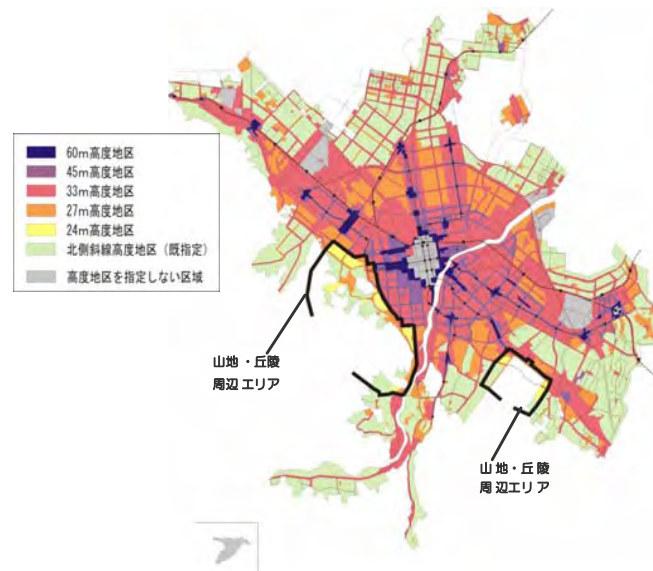 60m高度地区
45m高度地区
33m高度地区
27m高度地区
24m高度地区
北側斜線高度地区（既指定）
高度地区を指定しない区域
山地・丘陵
周辺エリア
山地・丘陵
周辺エリア